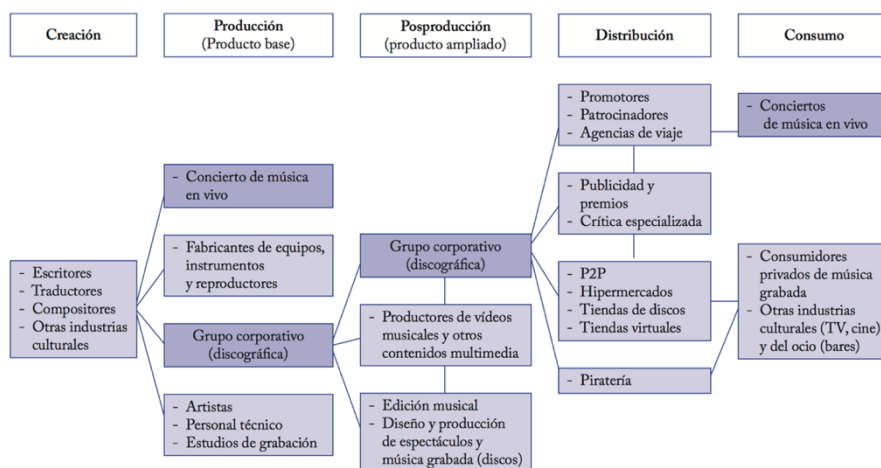 Creación
Producción
(Producto base)
Posproducción
(producto ampliado)
Distribución
Consumo
- Escritores
- Traductores
- Compositores
- Otras industrias
culturales
- Concierto de música
en vivo
- Fabricantes de equipos,
instrumentos
y reproductores
Grupo corporativo
(discográfica)
- Artistas
- Personal técnico
- Estudios de grabación
Grupo corporativo
(discográfica)
- Productores de vídeos
musicales y otros
contenidos multimedia
- Edición musical
- Diseño y producción
de espectáculos y
música grabada (discos)
- Promotores
- Patrocinadores
- Agencias de viaje
- Publicidad y
premios
- Crítica especializada
- P2P
- Hipermercados
- Tiendas de discos
- Tiendas virtuales
- Piratería
- Conciertos
de música en vivo
- Consumidores
privados de música
grabada
- Otras industrias
culturales (TV, cine)
y del ocio (bares)